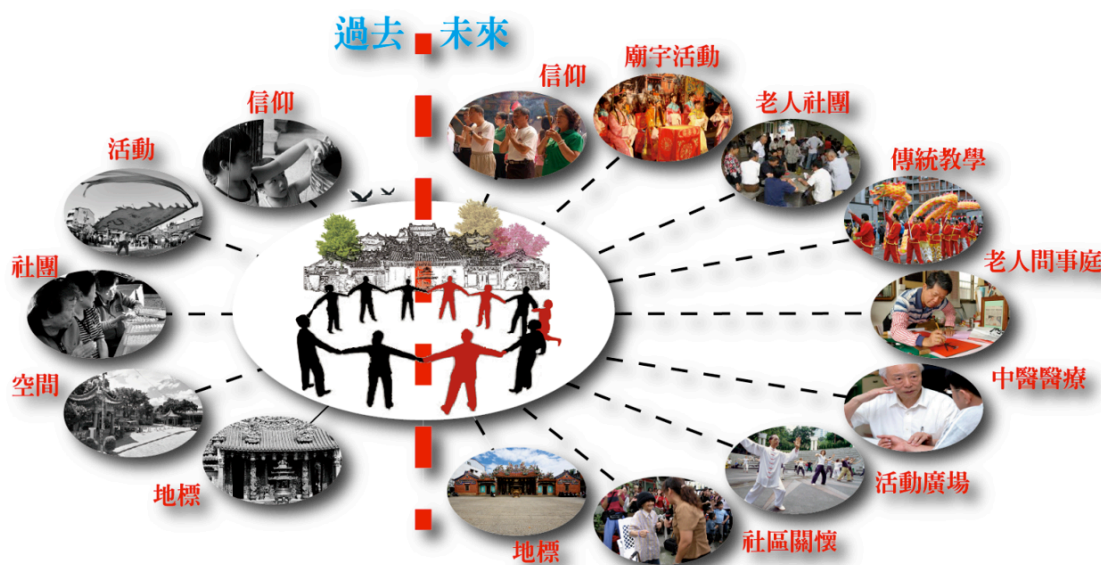 過去
未來
信仰
活動
社團
空間
地標
信仰
廟宇活動
老人社團
傳統教學
老人問事庭
中醫醫療
活動廣場
社區關懷
地標